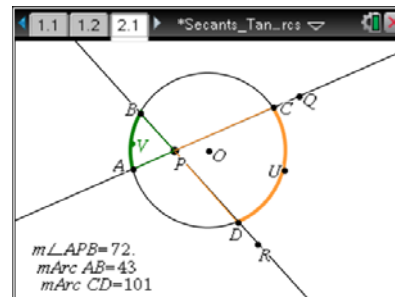 1.1 1.2 2.1 *Secants_Tan...rcs
B
C
Q
V
O
A
P
U
D
R
m∠APB=72.
mArc AB=43
mArc CD=101